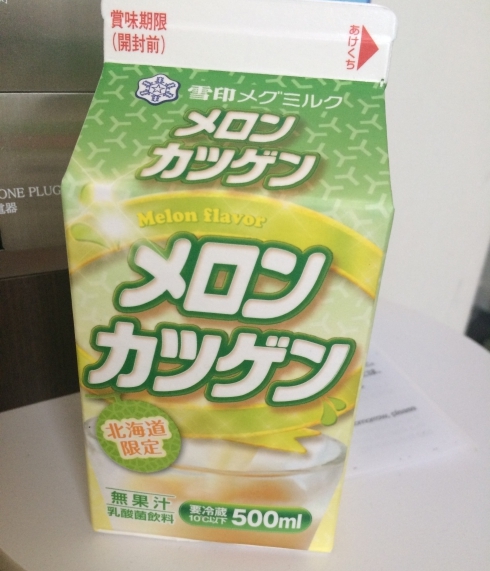 賞味期限
(開封前)
あけくち
雪印メグミルク
メロン
カツゲン
Melon flavor
メロン
カツゲン
北海道
限定
無果汁
乳酸菌飲料
要冷蔵
10℃以下
500ml
ONE PLUG